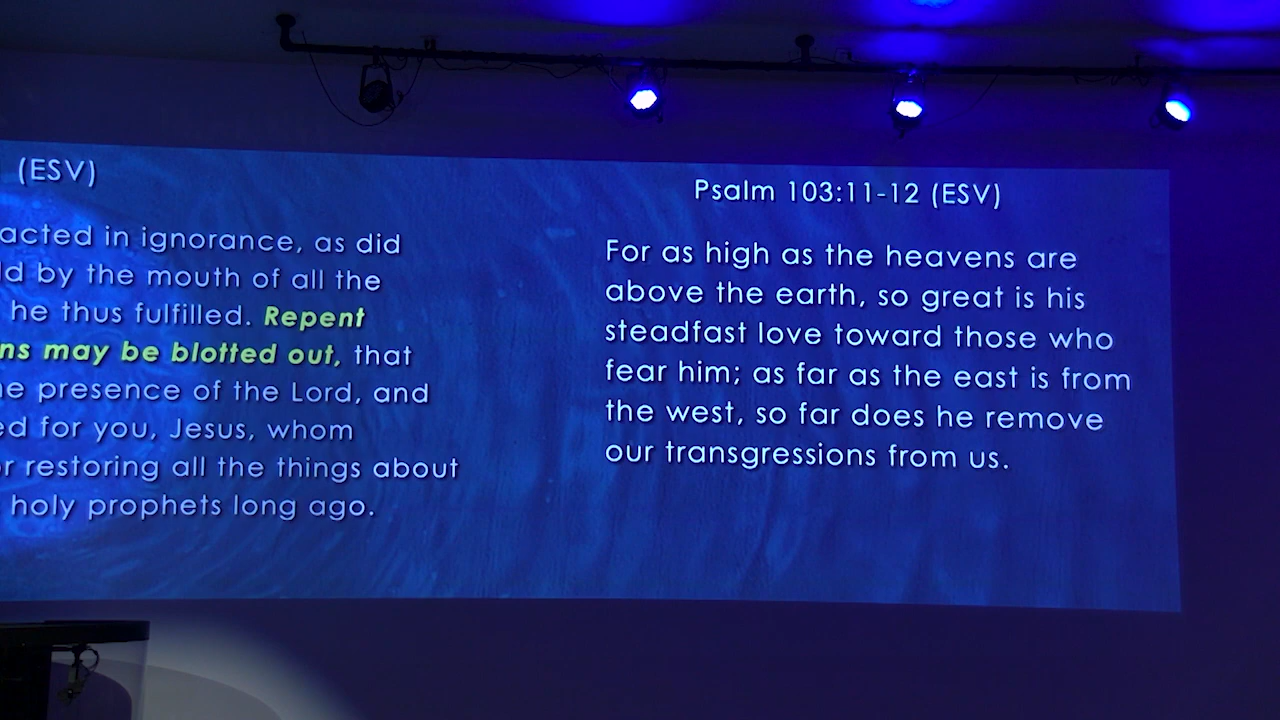 (ESV)
acted in ignorance, as did
by the mouth of all the
he thus fulfilled. Repent
may be blotted out, that
presence of the Lord, and
for you, Jesus, whom
restoring all the things about
holy prophets long ago.
Psalm 103:11-12 (ESV)
For as high as the heavens are
above the earth, so great is his
steadfast love toward those who
fear him; as far as the east is from
the west, so far does he remove
our transgressions from us.